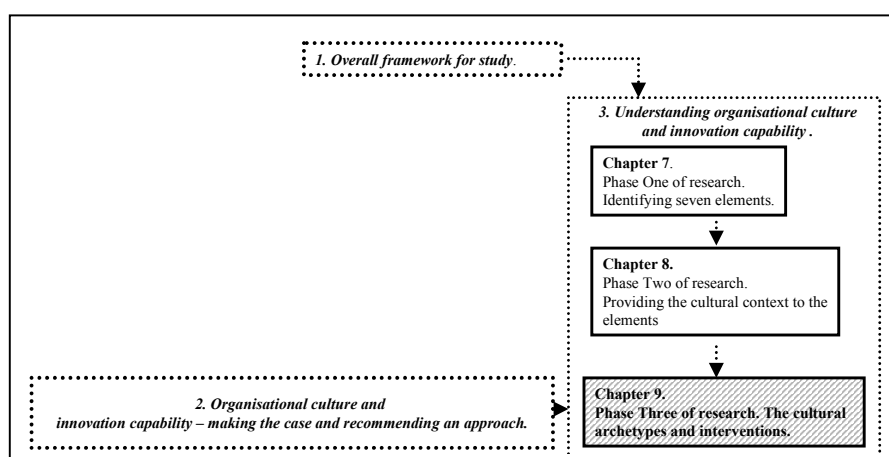 1. Overall framework for study.
3. Understanding organisational culture
and innovation capability .
Chapter 7.
Phase One of research.
Identifying seven elements.
Chapter 8.
Phase Two of research.
Providing the cultural context to the
elements
2. Organisational culture and
innovation capability – making the case and recommending an approach.
Chapter 9.
Phase Three of research. The cultural
archetypes and interventions.